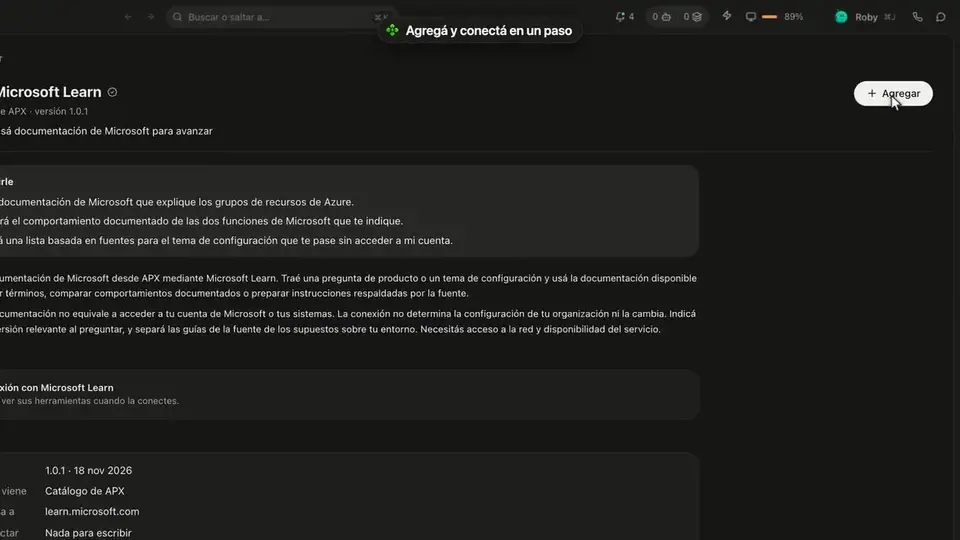 Buscar o saltar a...
⌘K
4
0
0
89%
Roby ⌘J
Agregá y conectá en un paso
Microsoft Learn
e APX · versión 1.0.1
sá documentación de Microsoft para avanzar
Agregar
rle
documentación de Microsoft que explique los grupos de recursos de Azure.
rá el comportamiento documentado de las dos funciones de Microsoft que te indique.
á una lista basada en fuentes para el tema de configuración que te pase sin acceder a mi cuenta.
umentación de Microsoft desde APX mediante Microsoft Learn. Traé una pregunta de producto o un tema de configuración y usá la documentación disponible
r términos, comparar comportamientos documentados o preparar instrucciones respaldadas por la fuente.
cumentación no equivale a acceder a tu cuenta de Microsoft o tus sistemas. La conexión no determina la configuración de tu organización ni la cambia. Indicá
ersión relevante al preguntar, y separá las guías de la fuente de los supuestos sobre tu entorno. Necesitás acceso a la red y disponibilidad del servicio.
xión con Microsoft Learn
ver sus herramientas cuando la conectes.
1.0.1 · 18 nov 2026
viene Catálogo de APX
a a learn.microsoft.com
ctar Nada para escribir